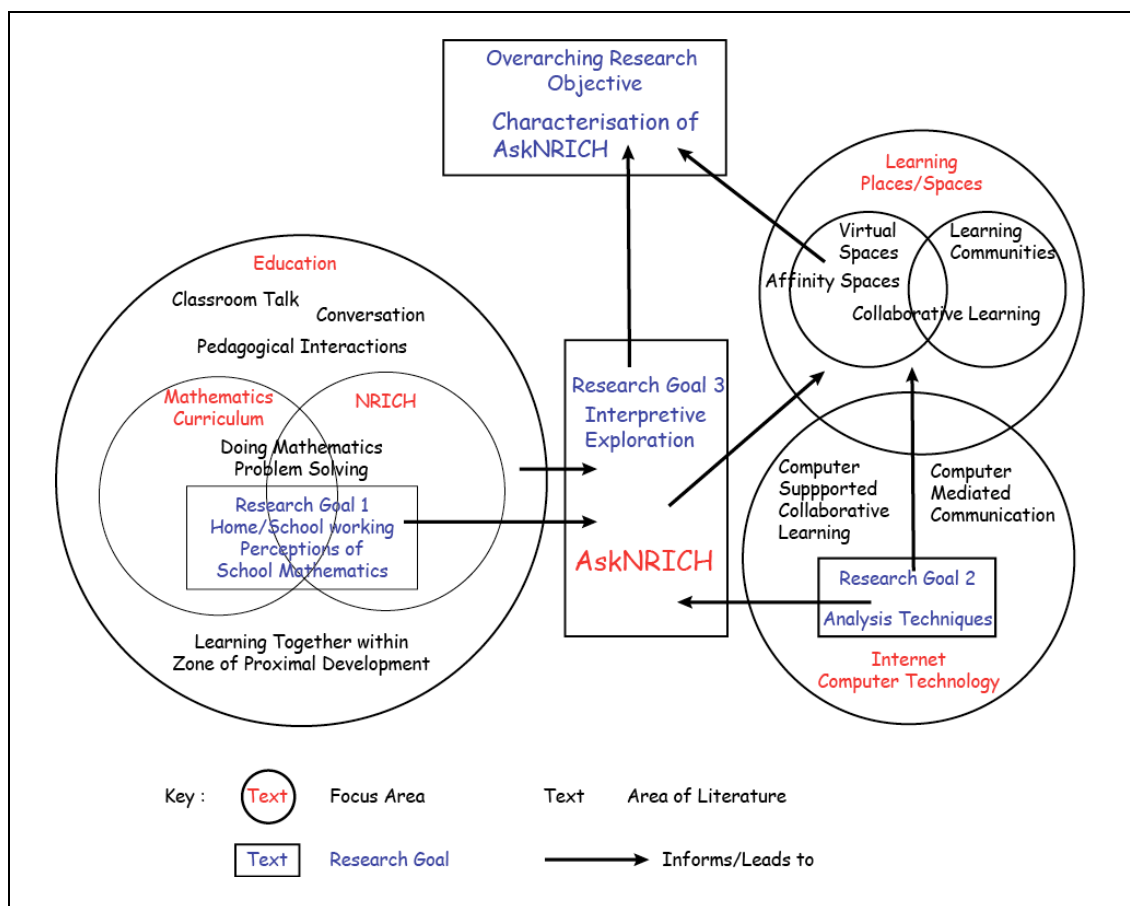 Overarching Research
Objective
Characterisation of
AskNRICH
Learning
Places/Spaces
Virtual
Spaces
Learning
Communities
Affinity Spaces
Collaborative Learning
Education
Classroom Talk
Conversation
Pedagogical Interactions
Mathematics
Curriculum
NRICH
Doing Mathematics
Problem Solving
Research Goal 1
Home/School working
Perceptions of
School Mathematics
Learning Together within
Zone of Proximal Development
Research Goal 3
Interpretive
Exploration
AskNRICH
Computer
Suppported
Collaborative
Learning
Computer
Mediated
Communication
Research Goal 2
Analysis Techniques
Internet
Computer Technology
Key :
Text
Focus Area
Text
Area of Literature
Text
Research Goal
Informs/Leads to